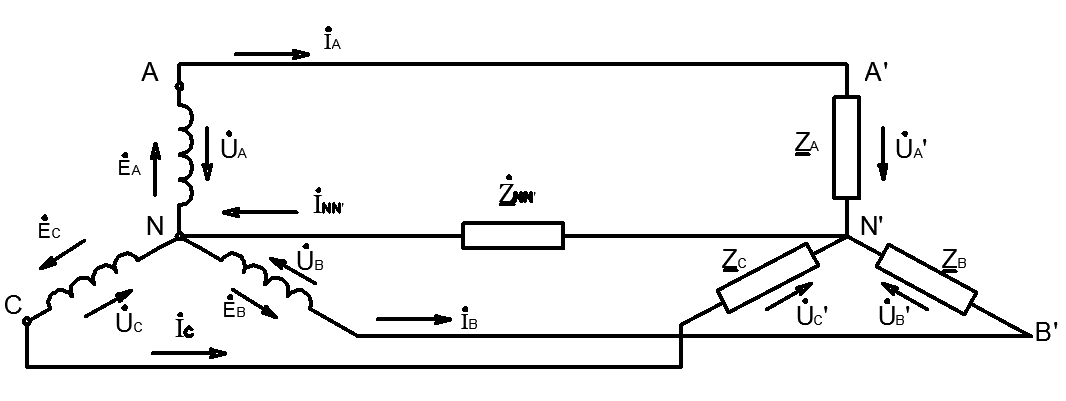 İA
A
A'
U̇A
ZA
U̇A'
ĖA
İNN'
ŻNN'
N
N'
ĖC
U̇B
ZC
ZB
C
U̇C
ĖB
İB
U̇C'
U̇B'
İC
B'